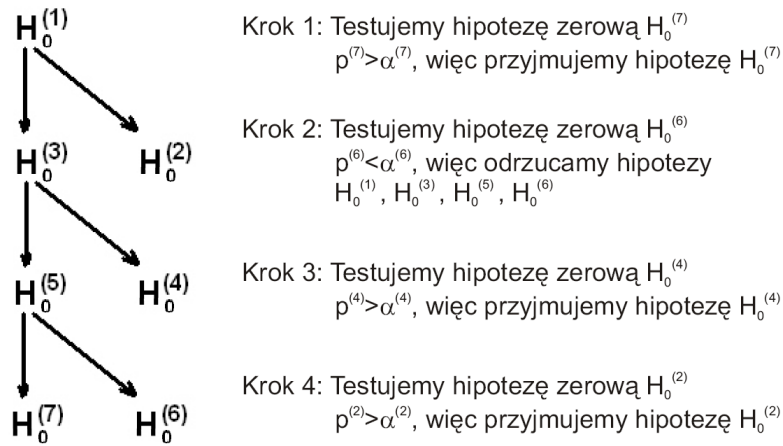 H₀⁽¹⁾
H₀⁽³⁾ H₀⁽²⁾
H₀⁽⁵⁾ H₀⁽⁴⁾
H₀⁽⁷⁾ H₀⁽⁶⁾
Krok 1: Testujemy hipotezę zerową H₀⁽⁷⁾
p⁽⁷⁾>α⁽⁷⁾, więc przyjmujemy hipotezę H₀⁽⁷⁾
Krok 2: Testujemy hipotezę zerową H₀⁽⁶⁾
p⁽⁶⁾<α⁽⁶⁾, więc odrzucamy hipotezy
H₀⁽¹⁾, H₀⁽³⁾, H₀⁽⁵⁾, H₀⁽⁶⁾
Krok 3: Testujemy hipotezę zerową H₀⁽⁴⁾
p⁽⁴⁾>α⁽⁴⁾, więc przyjmujemy hipotezę H₀⁽⁴⁾
Krok 4: Testujemy hipotezę zerową H₀⁽²⁾
p⁽²⁾>α⁽²⁾, więc przyjmujemy hipotezę H₀⁽²⁾